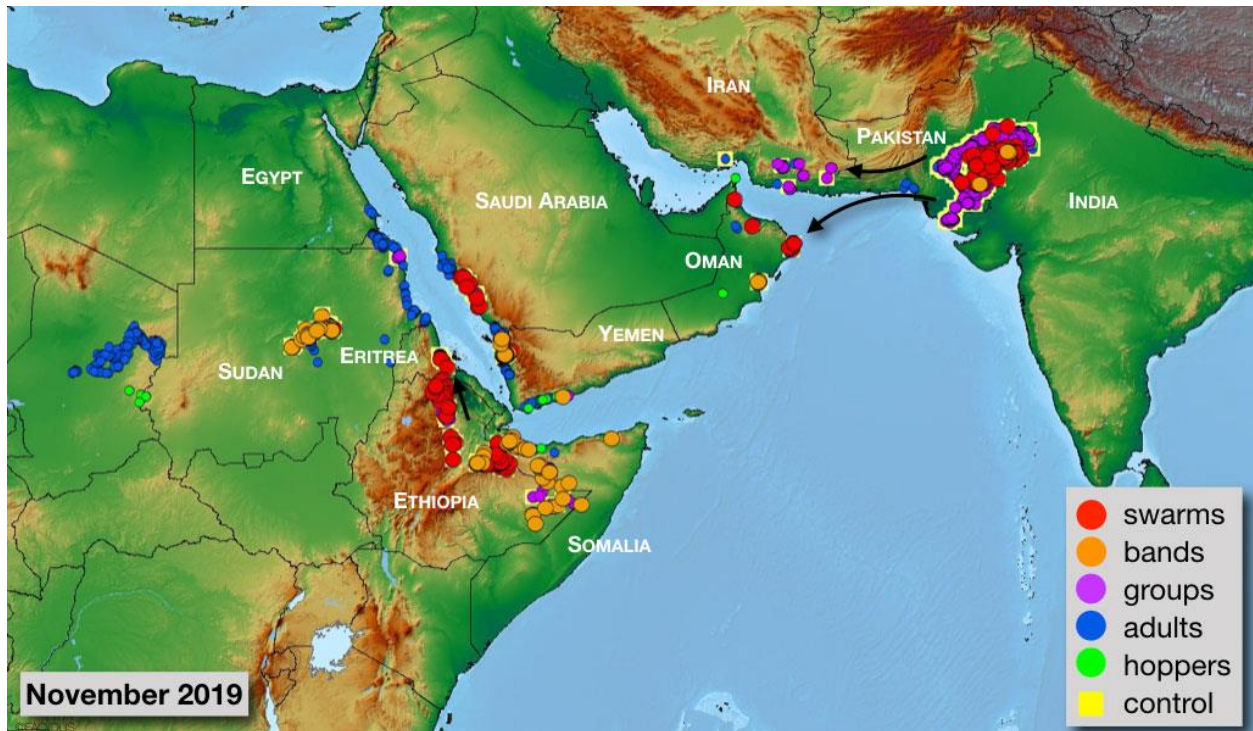 IRAN
PAKISTAN
EGYPT
SAUDI ARABIA
INDIA
OMAN
YEMEN
ERITREA
SUDAN
ETHIOPIA
SOMALIA
swarms
bands
groups
adults
hoppers
control
November 2019